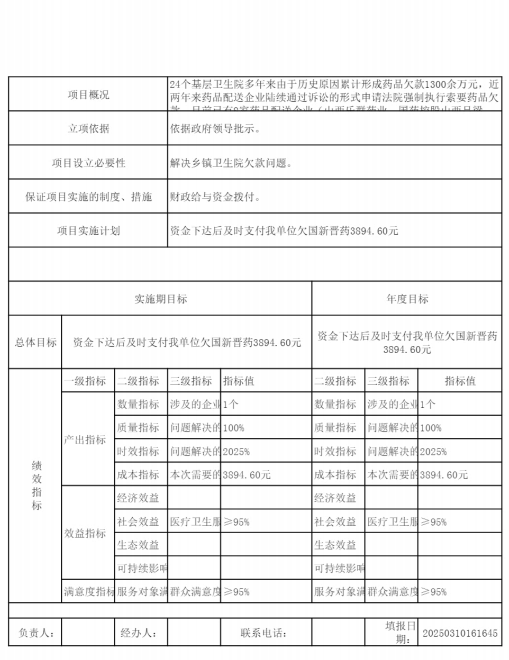 项目概况
24个基层卫生院多年来由于历史原因累计形成药品欠款1300余万元，近
两年来药品配送企业陆续通过诉讼的形式申请法院强制执行索要药品欠
立项依据 依据政府领导批示。
项目设立必要性 解决乡镇卫生院欠款问题。
保证项目实施的制度、措施 财政给与资金拨付。
项目实施计划 资金下达后及时支付我单位欠国新晋药3894.60元
实施期目标 年度目标
总体目标 资金下达后及时支付我单位欠国新晋药3894.60元 资金下达后及时支付我单位欠国新晋药
3894.60元
绩效指标
一级指标 二级指标 三级指标 指标值 二级指标 三级指标 指标值
产出指标
数量指标 涉及的企业 1个 数量指标 涉及的企业 1个
质量指标 问题解决的 100% 质量指标 问题解决的 100%
时效指标 问题解决的 2025% 时效指标 问题解决的 2025%
成本指标 本次需要的 3894.60元 成本指标 本次需要的 3894.60元
效益指标
经济效益 经济效益
社会效益 医疗卫生服 ≥95% 社会效益 医疗卫生服 ≥95%
生态效益 生态效益
可持续影响 可持续影响
满意度指标 服务对象满 群众满意度 ≥95% 服务对象满 群众满意度 ≥95%
负责人： 经办人： 联系电话： 填报日
期： 20250310161645